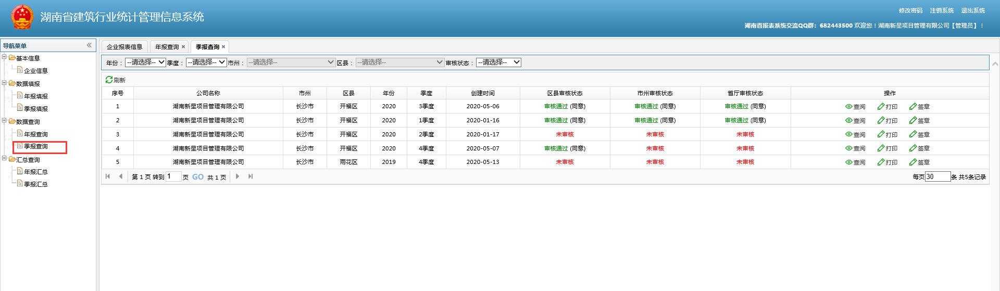 湖南省建筑行业统计管理信息系统
修改密码 注销系统 退出系统
湖南首报表系统交流QQ群：682443500 欢迎您！湖南新星项目管理有限公司【管理员】！
导航菜单
基本信息
企业信息
数据填报
年报填报
季报填报
数据查询
年报查询
季报查询
汇总查询
年报汇总
季报汇总
企业报表信息 年报查询 季报查询
年份： --请选择-- 季度： --请选择-- 市州： --请选择-- 区县： --请选择-- 审核状态： --请选择--
刷新
序号 公司名称 市州 区县 年份 季度 创建时间 区县审核状态 市州审核状态 省厅审核状态 操作
1 湖南新星项目管理有限公司 长沙市 开福区 2020 3季度 2020-05-06 审核通过 (同意) 审核通过 (同意) 审核通过 (同意) 查阅 打印 签章
2 湖南新星项目管理有限公司 长沙市 开福区 2020 1季度 2020-01-16 审核通过 (同意) 审核通过 (同意) 审核通过 (同意) 查阅 打印 签章
3 湖南新星项目管理有限公司 长沙市 开福区 2020 2季度 2020-01-17 未审核 未审核 未审核 查阅 打印 签章
4 湖南新星项目管理有限公司 长沙市 开福区 2020 4季度 2020-05-07 审核通过 (同意) 未审核 未审核 查阅 打印 签章
5 湖南新星项目管理有限公司 长沙市 雨花区 2019 4季度 2020-05-13 未审核 未审核 未审核 查阅 打印 签章
第 1 页 转到 1 页 GO 共 1 页
每页 30 条 共5条记录